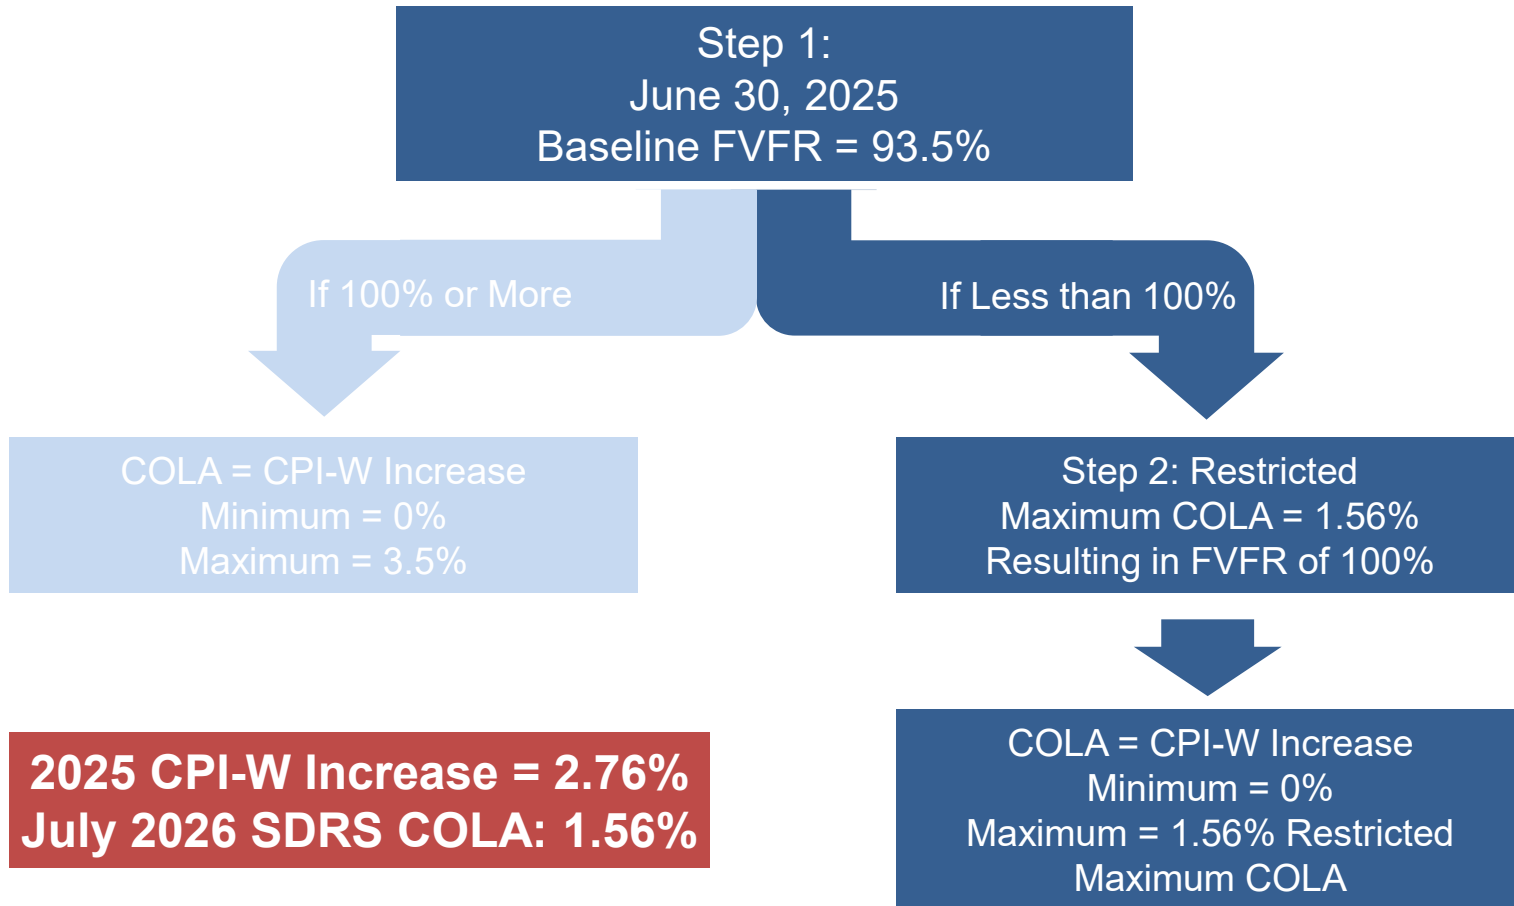 Step 1:
June 30, 2025
Baseline FVFR = 93.5%
If 100% or More
If Less than 100%
COLA = CPI-W Increase
Minimum = 0%
Maximum = 3.5%
Step 2: Restricted
Maximum COLA = 1.56%
Resulting in FVFR of 100%
2025 CPI-W Increase = 2.76%
July 2026 SDRS COLA: 1.56%
COLA = CPI-W Increase
Minimum = 0%
Maximum = 1.56% Restricted
Maximum COLA